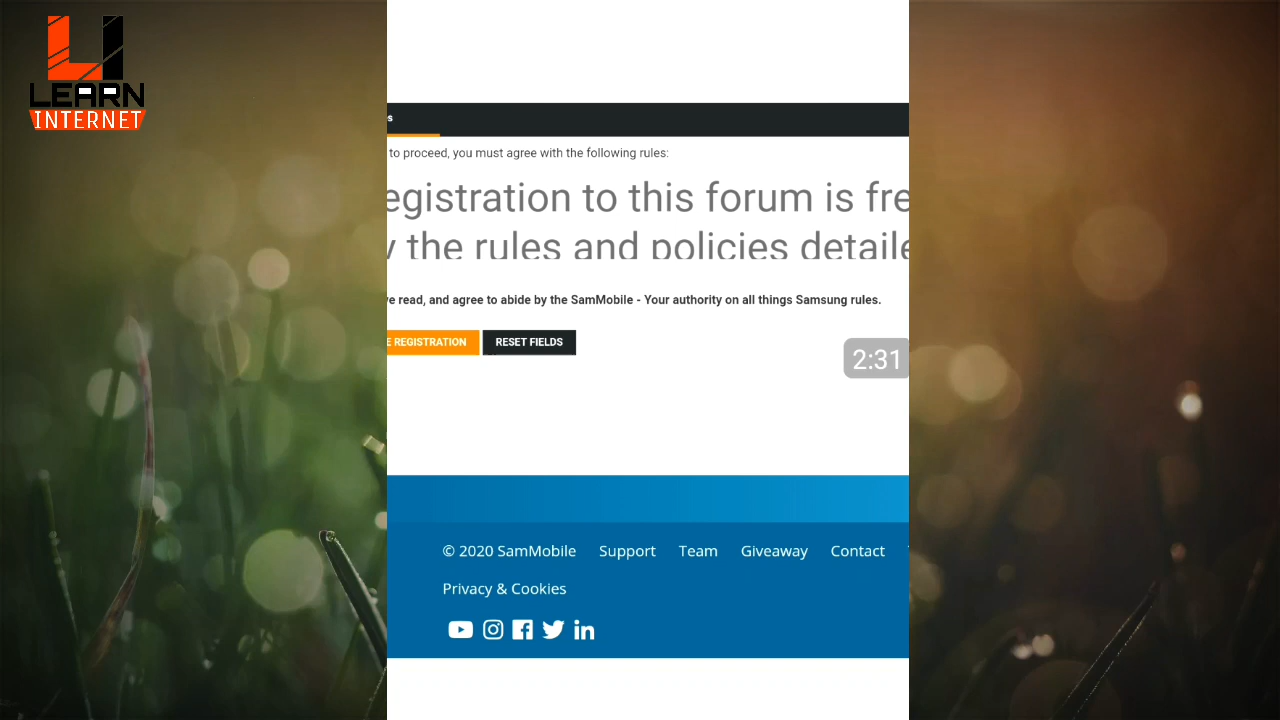 LEARN
INTERNET
to proceed, you must agree with the following rules:
egistration to this forum is fre
the rules and policies detaile
read, and agree to abide by the SamMobile - Your authority on all things Samsung rules.
REGISTRATION
RESET FIELDS
2:31
© 2020 SamMobile Support Team Giveaway Contact
Privacy & Cookies